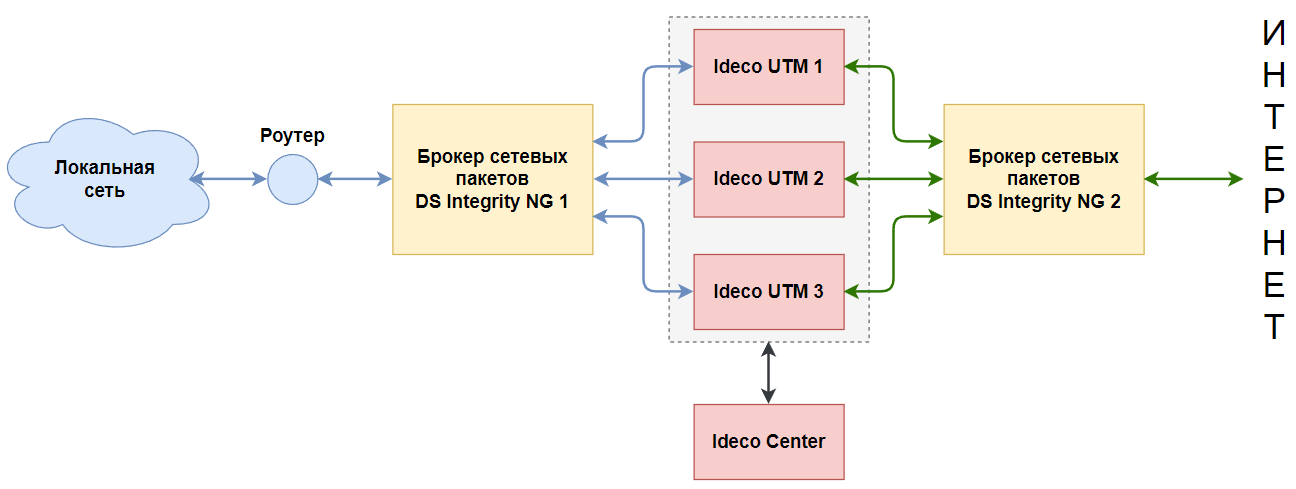 Локальная
сеть
Роутер
Брокер сетевых
пакетов
DS Integrity NG 1
Ideco UTM 1
Ideco UTM 2
Ideco UTM 3
Ideco Center
Брокер сетевых
пакетов
DS Integrity NG 2
ИНТЕРНЕТ